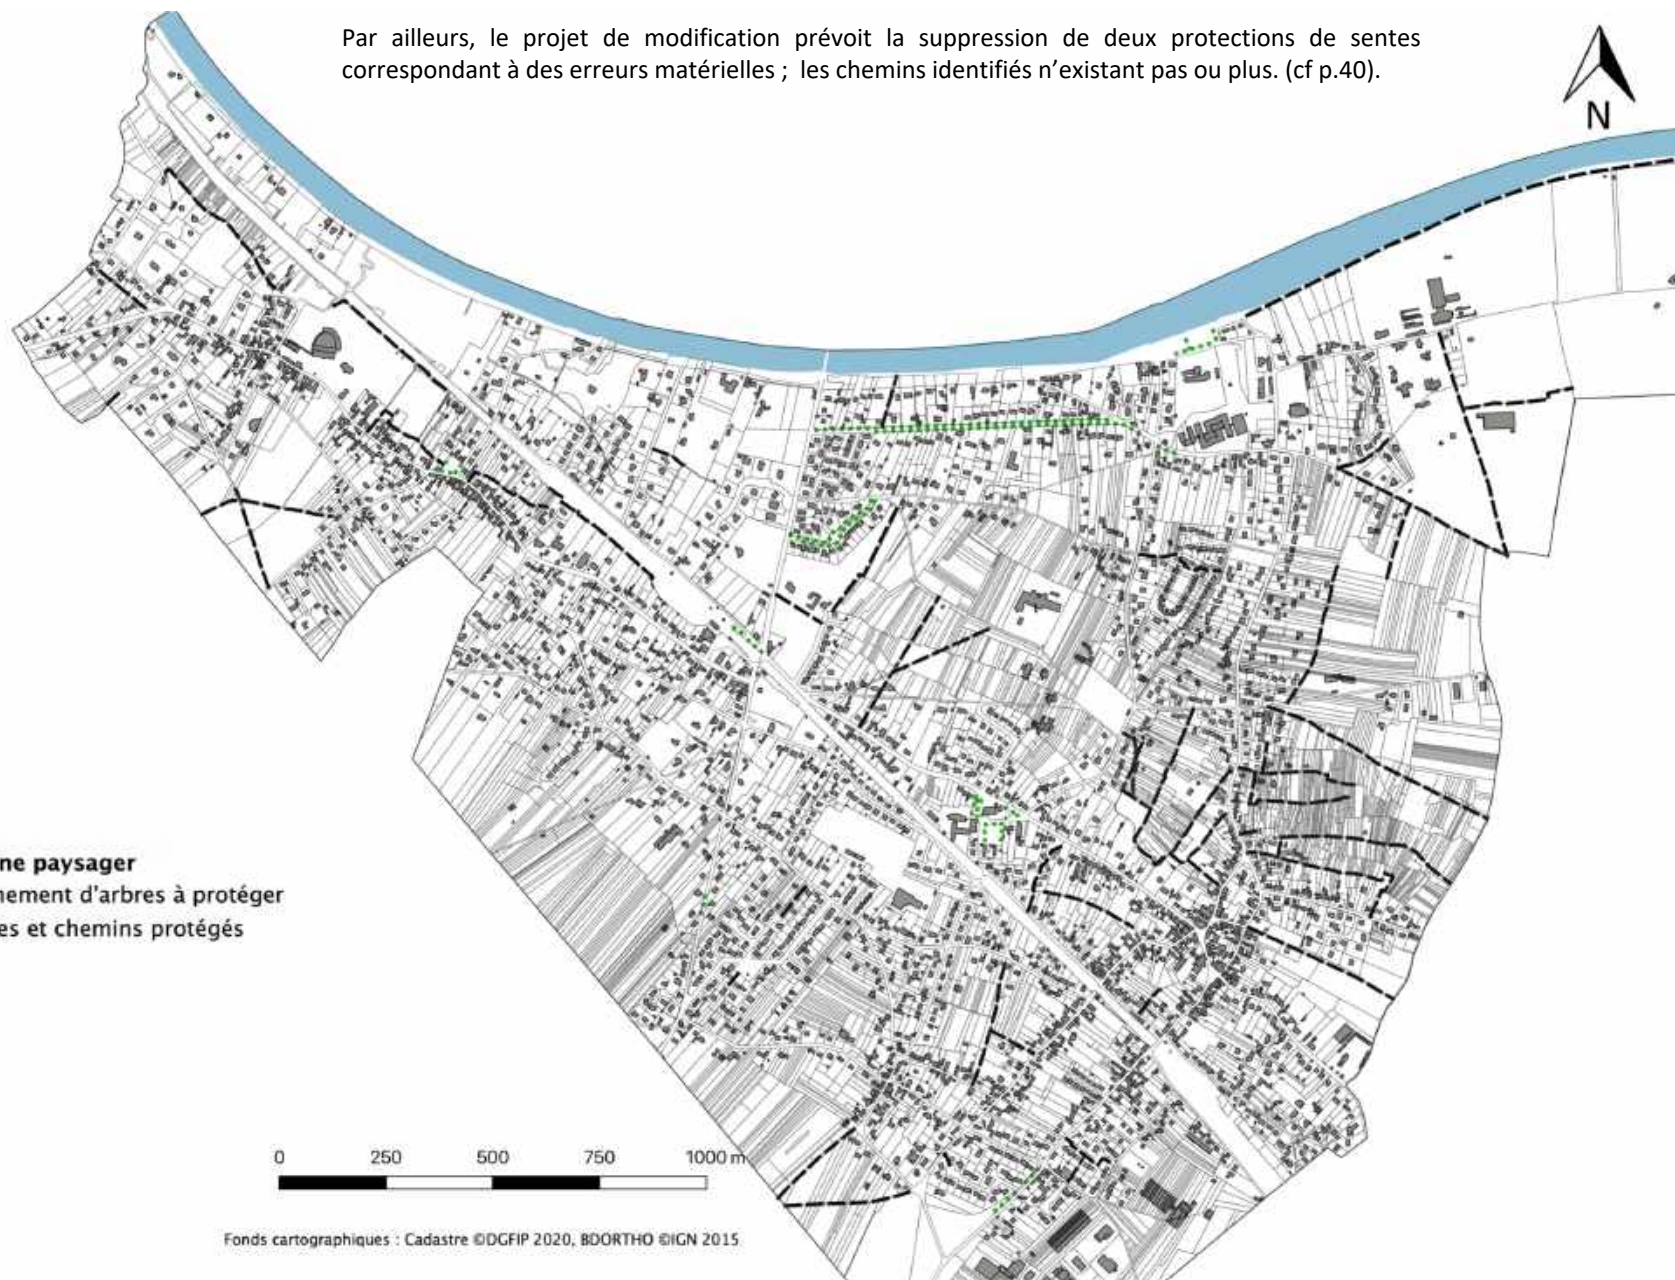 Par ailleurs, le projet de modification prévoit la suppression de deux protections de sentes
correspondant à des erreurs matérielles ; les chemins identifiés n'existant pas ou plus. (cf p.40).
N
ne paysager
nement d'arbres à protéger
es et chemins protégés
0 250 500 750 1000 m
Fonds cartographiques : Cadastre ©DGFIP 2020, BDORTHO ©IGN 2015